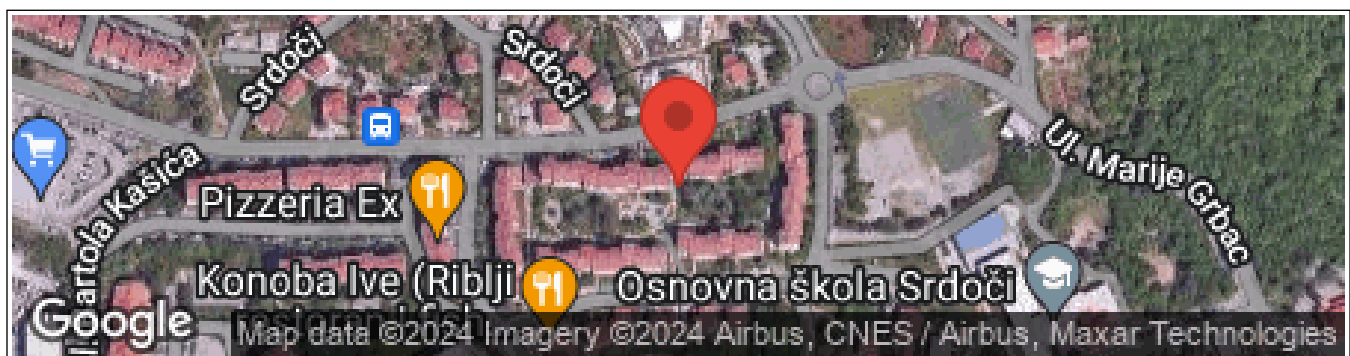 Srdoči
Srdoči
Ul. Marije Grbac
Kašića
Pizzeria Ex
Konoba Ive (Riblji
Osnovna škola Srdoči
Google
Map data ©2024 Imagery ©2024 Airbus, CNES / Airbus, Maxar Technologies